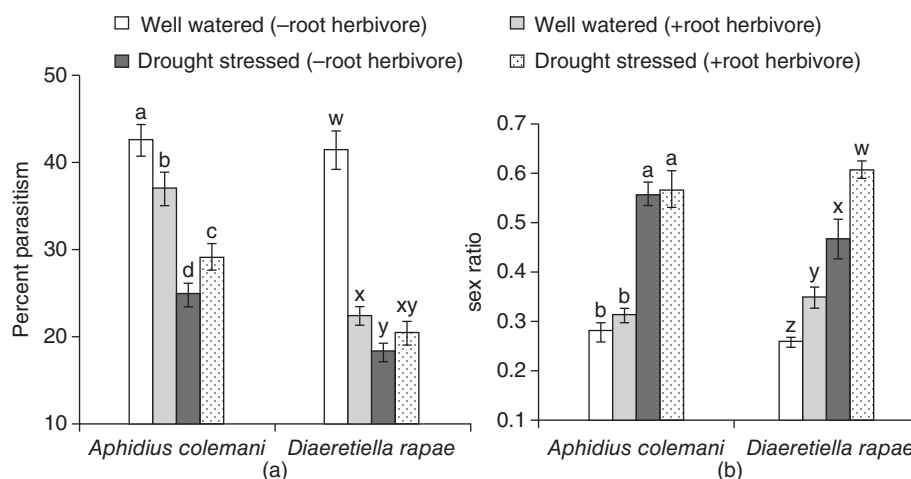 Well watered (–root herbivore)
Well watered (+root herbivore)
Drought stressed (–root herbivore)
Drought stressed (+root herbivore)
50
40
30
20
10
Percent parasitism
a
b
d
c
w
x
y
xy
Aphidius colemani
Diaeretiella rapae
(a)
0.7
0.6
0.5
0.4
0.3
0.2
0.1
sex ratio
b
b
a
a
z
y
x
w
Aphidius colemani
Diaeretiella rapae
(b)